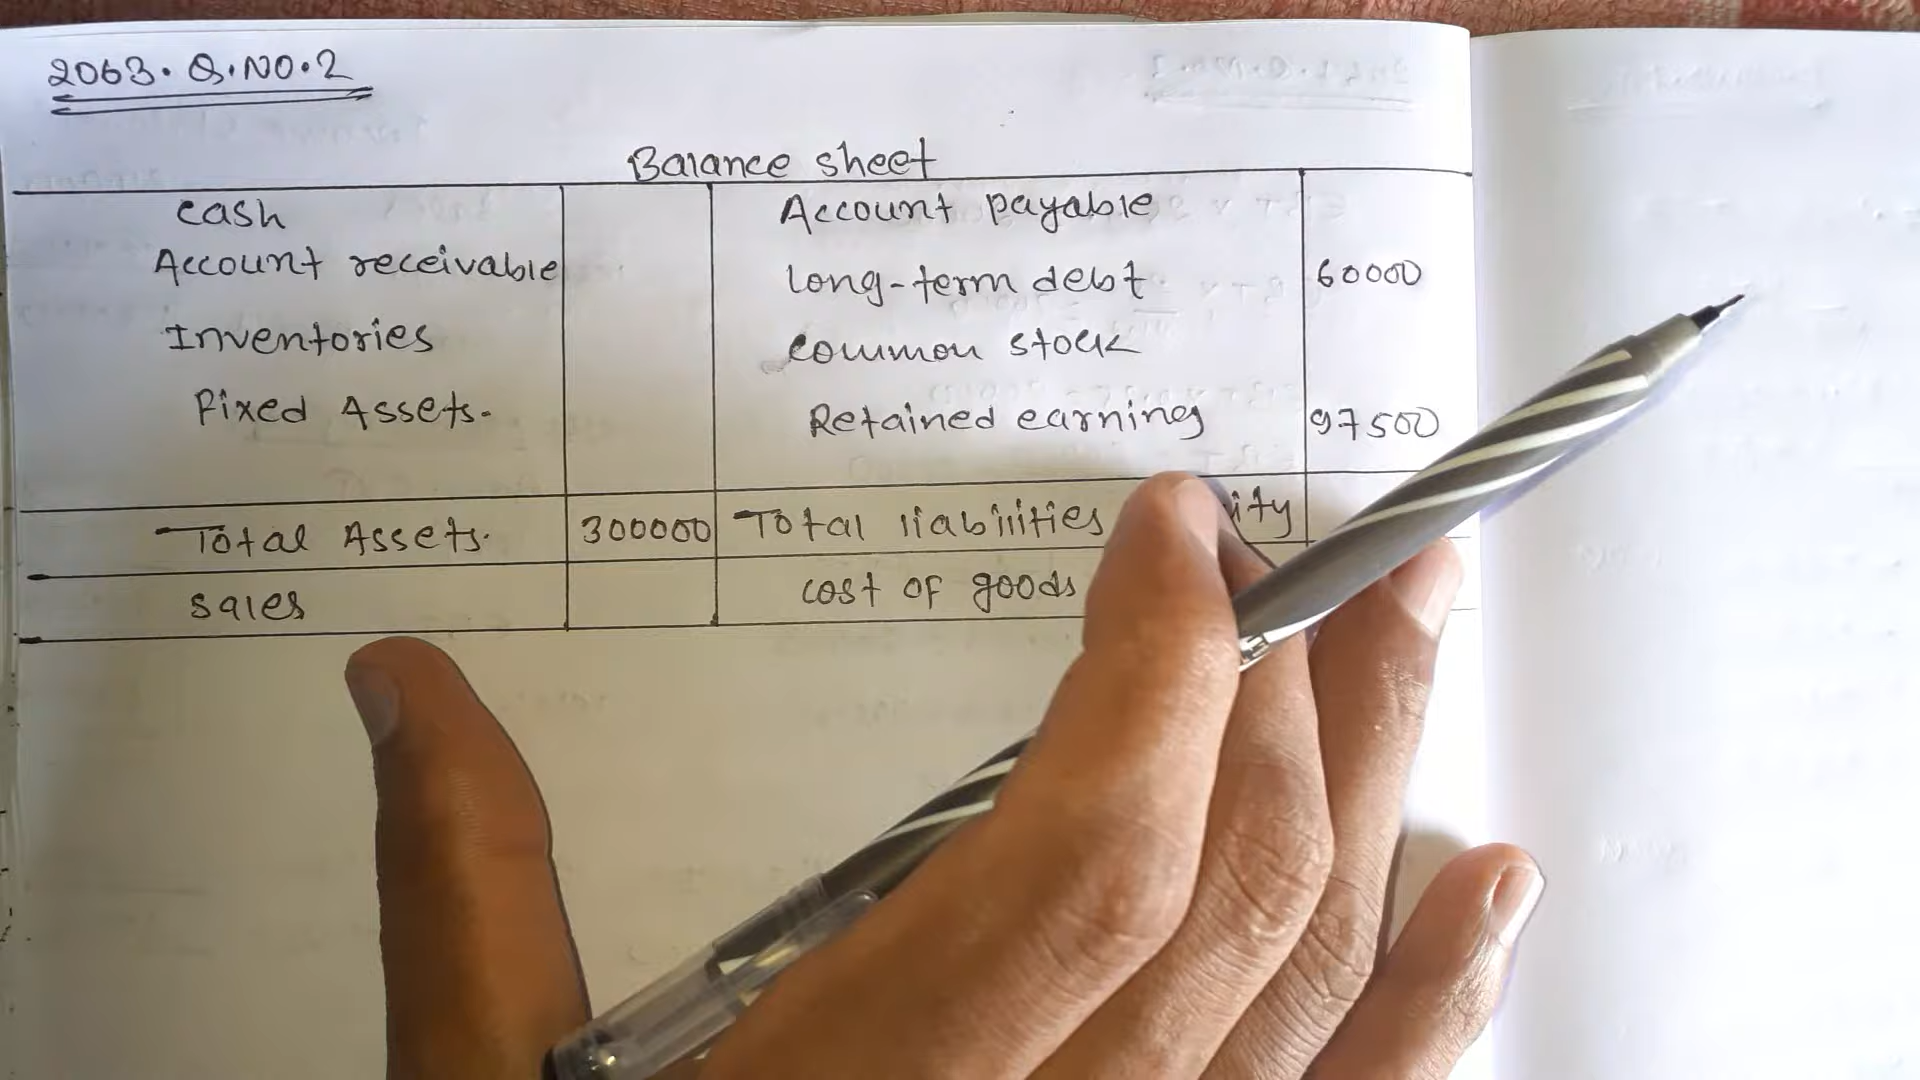 2063. Q.NO.2
Balance sheet
cash Account payable
Account receivable long-term debt 60000
Inventories common stock
Fixed Assets. Retained earning 97500
Total Assets. 300000 Total liabilities
sales cost of goods